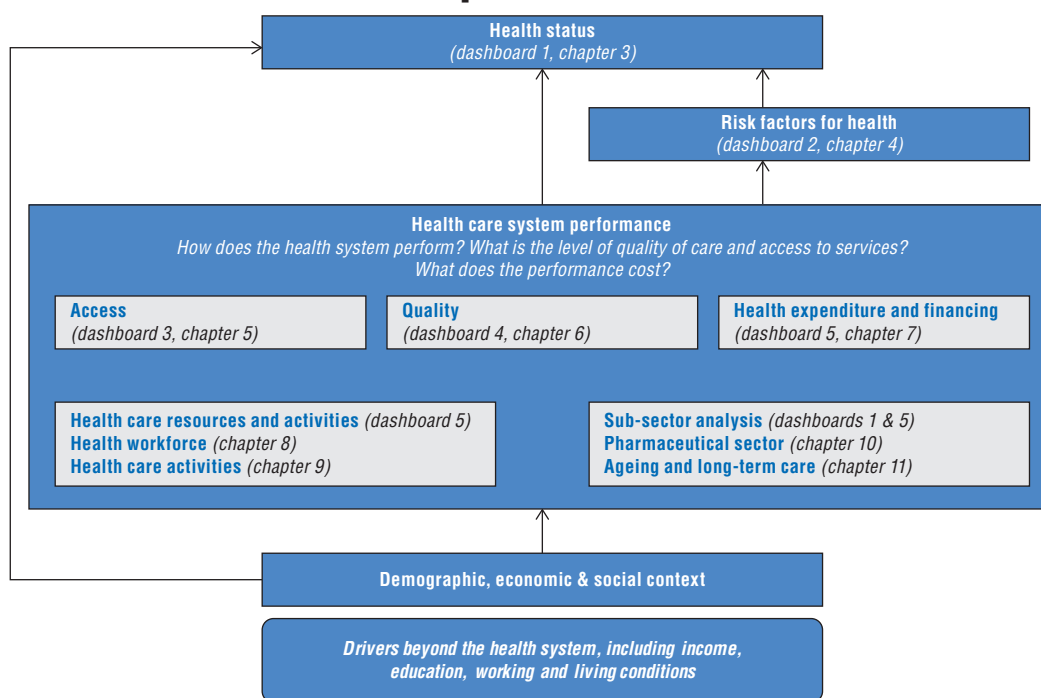 Health status
(dashboard 1, chapter 3)
Risk factors for health
(dashboard 2, chapter 4)
Health care system performance
How does the health system perform? What is the level of quality of care and access to services?
What does the performance cost?
Access
(dashboard 3, chapter 5)
Quality
(dashboard 4, chapter 6)
Health expenditure and financing
(dashboard 5, chapter 7)
Health care resources and activities (dashboard 5)
Health workforce (chapter 8)
Health care activities (chapter 9)
Sub-sector analysis (dashboards 1 & 5)
Pharmaceutical sector (chapter 10)
Ageing and long-term care (chapter 11)
Demographic, economic & social context
Drivers beyond the health system, including income,
education, working and living conditions